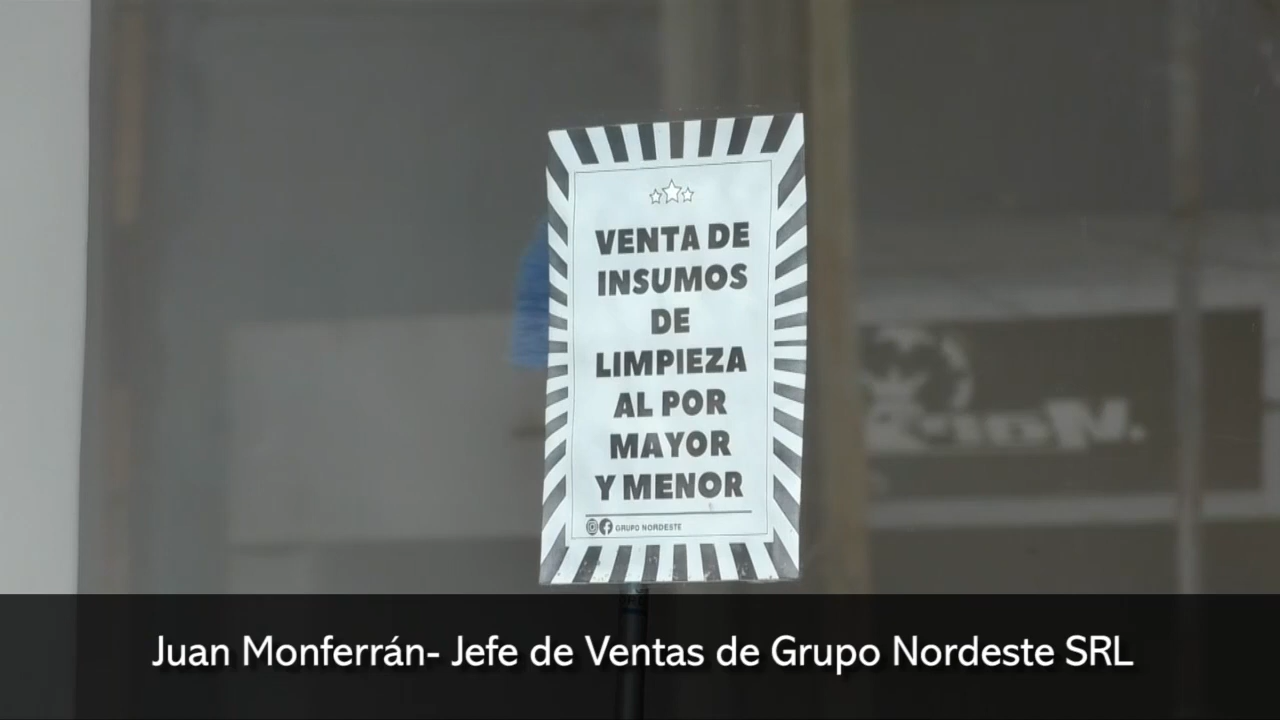 VENTA DE
INSUMOS
DE
LIMPIEZA
AL POR
MAYOR
Y MENOR
GRUPO NORDESTE
Juan Monferrán- Jefe de Ventas de Grupo Nordeste SRL